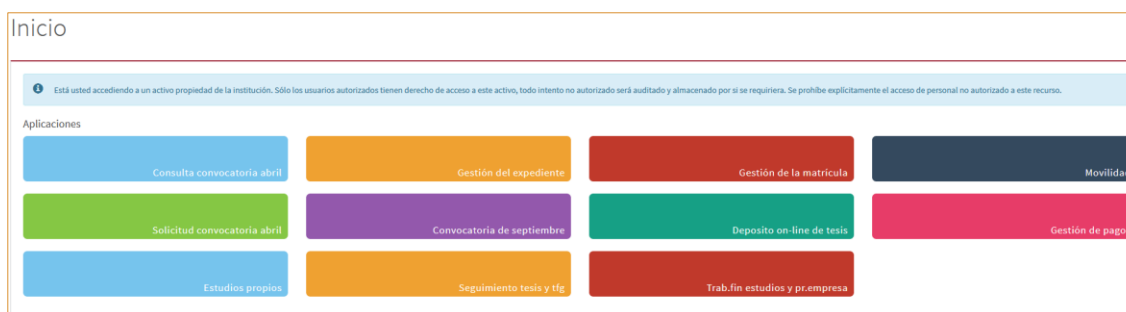 Inicio
Está usted accediendo a un activo propiedad de la institución. Sólo los usuarios autorizados tienen derecho de acceso a este activo, todo intento no autorizado será auditado y almacenado por si se requiriera. Se prohíbe explícitamente el acceso de personal no autorizado a este recurso.
Aplicaciones
Consulta convocatoria abril
Gestión del expediente
Gestión de la matrícula
Movilidad
Solicitud convocatoria abril
Convocatoria de septiembre
Deposito on-line de tesis
Gestión de pago
Estudios propios
Seguimiento tesis y tfg
Trab.fin estudios y pr.empresa